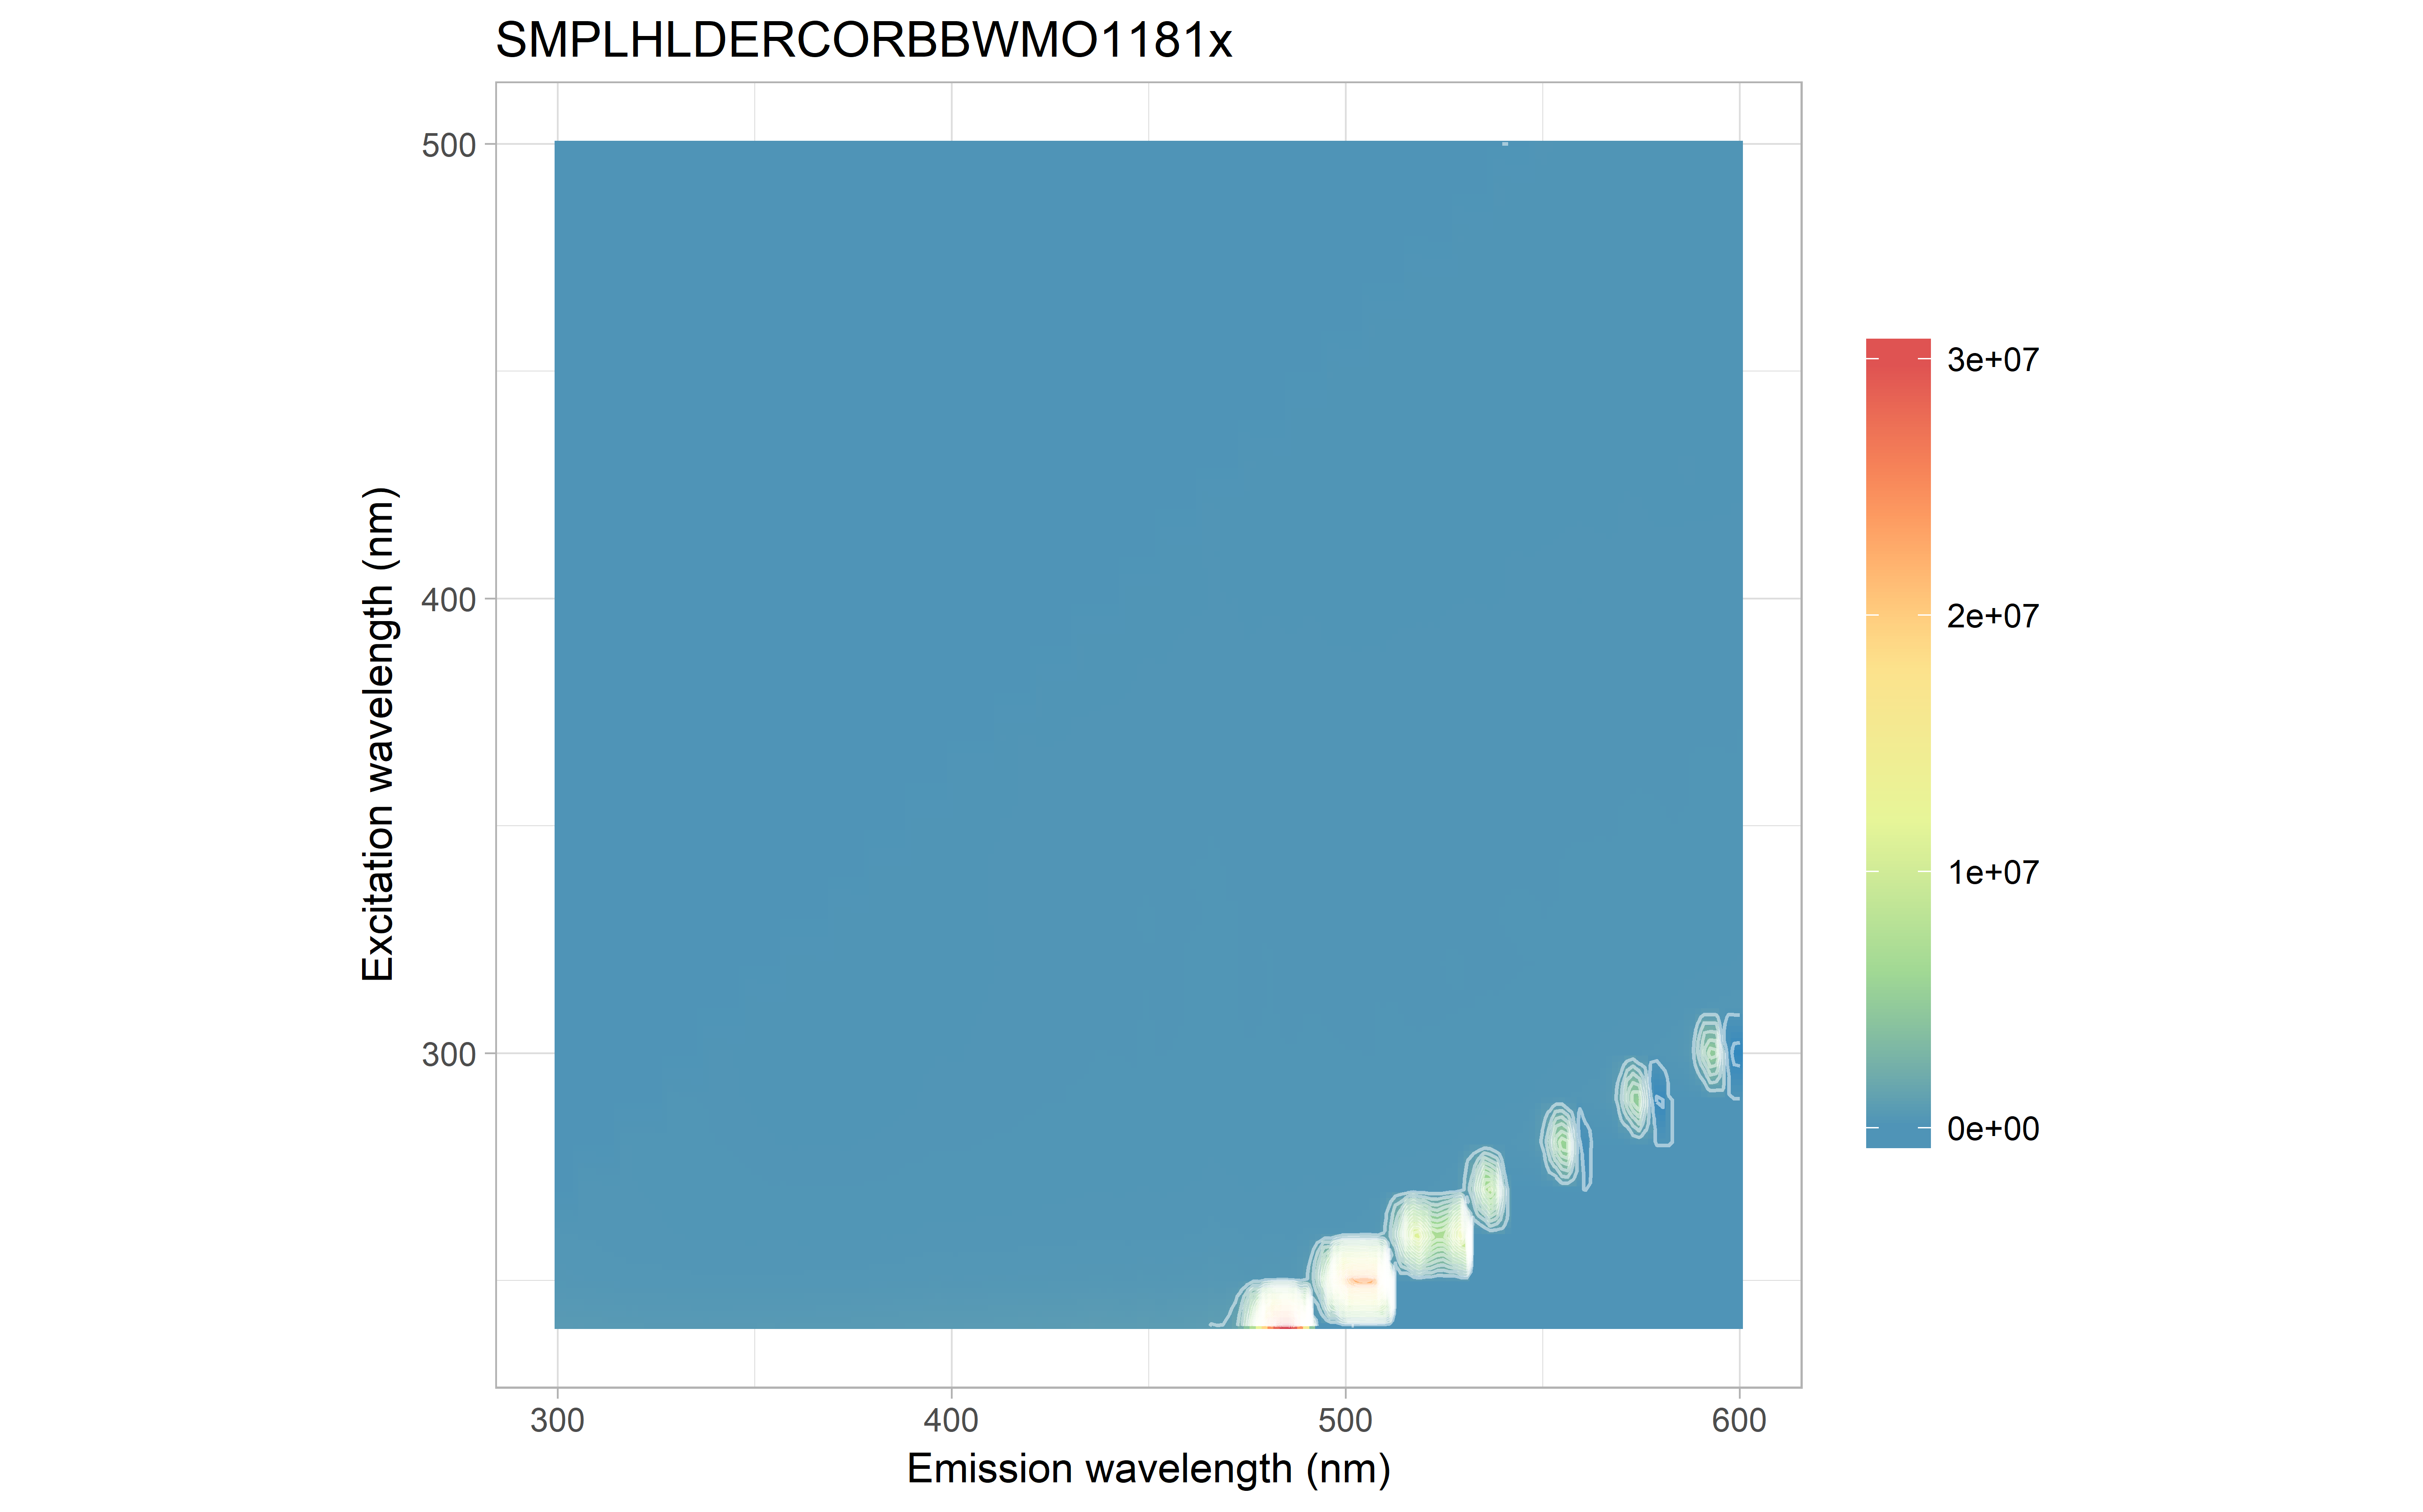 SMPLHLDERCORBBWMO1181x
Excitation wavelength (nm)
500
400
300
300
400
500
600
Emission wavelength (nm)
3e+07
2e+07
1e+07
0e+00